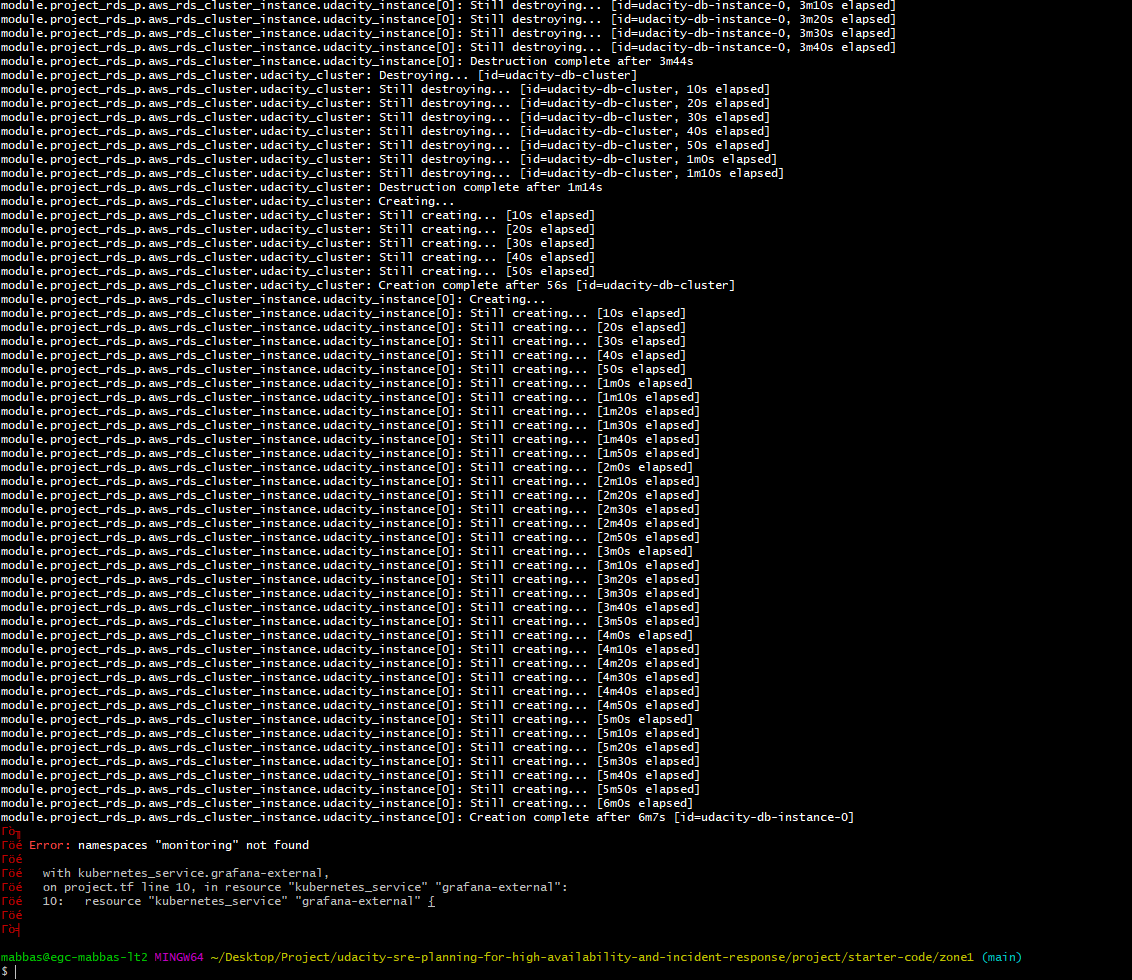 module.project_rds_p.aws_rds_cluster_instance.udacity_instance[0]: Still destroying... [id=udacity-db-instance-0, 3m10s elapsed]
module.project_rds_p.aws_rds_cluster_instance.udacity_instance[0]: Still destroying... [id=udacity-db-instance-0, 3m20s elapsed]
module.project_rds_p.aws_rds_cluster_instance.udacity_instance[0]: Still destroying... [id=udacity-db-instance-0, 3m30s elapsed]
module.project_rds_p.aws_rds_cluster_instance.udacity_instance[0]: Still destroying... [id=udacity-db-instance-0, 3m40s elapsed]
module.project_rds_p.aws_rds_cluster_instance.udacity_instance[0]: Destruction complete after 3m44s
module.project_rds_p.aws_rds_cluster.udacity_cluster: Destroying... [id=udacity-db-cluster]
module.project_rds_p.aws_rds_cluster.udacity_cluster: Still destroying... [id=udacity-db-cluster, 10s elapsed]
module.project_rds_p.aws_rds_cluster.udacity_cluster: Still destroying... [id=udacity-db-cluster, 20s elapsed]
module.project_rds_p.aws_rds_cluster.udacity_cluster: Still destroying... [id=udacity-db-cluster, 30s elapsed]
module.project_rds_p.aws_rds_cluster.udacity_cluster: Still destroying... [id=udacity-db-cluster, 40s elapsed]
module.project_rds_p.aws_rds_cluster.udacity_cluster: Still destroying... [id=udacity-db-cluster, 50s elapsed]
module.project_rds_p.aws_rds_cluster.udacity_cluster: Still destroying... [id=udacity-db-cluster, 1m0s elapsed]
module.project_rds_p.aws_rds_cluster.udacity_cluster: Still destroying... [id=udacity-db-cluster, 1m10s elapsed]
module.project_rds_p.aws_rds_cluster.udacity_cluster: Destruction complete after 1m14s
module.project_rds_p.aws_rds_cluster.udacity_cluster: Creating...
module.project_rds_p.aws_rds_cluster.udacity_cluster: Still creating... [10s elapsed]
module.project_rds_p.aws_rds_cluster.udacity_cluster: Still creating... [20s elapsed]
module.project_rds_p.aws_rds_cluster.udacity_cluster: Still creating... [30s elapsed]
module.project_rds_p.aws_rds_cluster.udacity_cluster: Still creating... [40s elapsed]
module.project_rds_p.aws_rds_cluster.udacity_cluster: Still creating... [50s elapsed]
module.project_rds_p.aws_rds_cluster.udacity_cluster: Creation complete after 56s [id=udacity-db-cluster]
module.project_rds_p.aws_rds_cluster_instance.udacity_instance[0]: Creating...
module.project_rds_p.aws_rds_cluster_instance.udacity_instance[0]: Still creating... [10s elapsed]
module.project_rds_p.aws_rds_cluster_instance.udacity_instance[0]: Still creating... [20s elapsed]
module.project_rds_p.aws_rds_cluster_instance.udacity_instance[0]: Still creating... [30s elapsed]
module.project_rds_p.aws_rds_cluster_instance.udacity_instance[0]: Still creating... [40s elapsed]
module.project_rds_p.aws_rds_cluster_instance.udacity_instance[0]: Still creating... [50s elapsed]
module.project_rds_p.aws_rds_cluster_instance.udacity_instance[0]: Still creating... [1m0s elapsed]
module.project_rds_p.aws_rds_cluster_instance.udacity_instance[0]: Still creating... [1m10s elapsed]
module.project_rds_p.aws_rds_cluster_instance.udacity_instance[0]: Still creating... [1m20s elapsed]
module.project_rds_p.aws_rds_cluster_instance.udacity_instance[0]: Still creating... [1m30s elapsed]
module.project_rds_p.aws_rds_cluster_instance.udacity_instance[0]: Still creating... [1m40s elapsed]
module.project_rds_p.aws_rds_cluster_instance.udacity_instance[0]: Still creating... [1m50s elapsed]
module.project_rds_p.aws_rds_cluster_instance.udacity_instance[0]: Still creating... [2m0s elapsed]
module.project_rds_p.aws_rds_cluster_instance.udacity_instance[0]: Still creating... [2m10s elapsed]
module.project_rds_p.aws_rds_cluster_instance.udacity_instance[0]: Still creating... [2m20s elapsed]
module.project_rds_p.aws_rds_cluster_instance.udacity_instance[0]: Still creating... [2m30s elapsed]
module.project_rds_p.aws_rds_cluster_instance.udacity_instance[0]: Still creating... [2m40s elapsed]
module.project_rds_p.aws_rds_cluster_instance.udacity_instance[0]: Still creating... [2m50s elapsed]
module.project_rds_p.aws_rds_cluster_instance.udacity_instance[0]: Still creating... [3m0s elapsed]
module.project_rds_p.aws_rds_cluster_instance.udacity_instance[0]: Still creating... [3m10s elapsed]
module.project_rds_p.aws_rds_cluster_instance.udacity_instance[0]: Still creating... [3m20s elapsed]
module.project_rds_p.aws_rds_cluster_instance.udacity_instance[0]: Still creating... [3m30s elapsed]
module.project_rds_p.aws_rds_cluster_instance.udacity_instance[0]: Still creating... [3m40s elapsed]
module.project_rds_p.aws_rds_cluster_instance.udacity_instance[0]: Still creating... [3m50s elapsed]
module.project_rds_p.aws_rds_cluster_instance.udacity_instance[0]: Still creating... [4m0s elapsed]
module.project_rds_p.aws_rds_cluster_instance.udacity_instance[0]: Still creating... [4m10s elapsed]
module.project_rds_p.aws_rds_cluster_instance.udacity_instance[0]: Still creating... [4m20s elapsed]
module.project_rds_p.aws_rds_cluster_instance.udacity_instance[0]: Still creating... [4m30s elapsed]
module.project_rds_p.aws_rds_cluster_instance.udacity_instance[0]: Still creating... [4m40s elapsed]
module.project_rds_p.aws_rds_cluster_instance.udacity_instance[0]: Still creating... [4m50s elapsed]
module.project_rds_p.aws_rds_cluster_instance.udacity_instance[0]: Still creating... [5m0s elapsed]
module.project_rds_p.aws_rds_cluster_instance.udacity_instance[0]: Still creating... [5m10s elapsed]
module.project_rds_p.aws_rds_cluster_instance.udacity_instance[0]: Still creating... [5m20s elapsed]
module.project_rds_p.aws_rds_cluster_instance.udacity_instance[0]: Still creating... [5m30s elapsed]
module.project_rds_p.aws_rds_cluster_instance.udacity_instance[0]: Still creating... [5m40s elapsed]
module.project_rds_p.aws_rds_cluster_instance.udacity_instance[0]: Still creating... [5m50s elapsed]
module.project_rds_p.aws_rds_cluster_instance.udacity_instance[0]: Still creating... [6m0s elapsed]
module.project_rds_p.aws_rds_cluster_instance.udacity_instance[0]: Creation complete after 6m7s [id=udacity-db-instance-0]
Γò╖
Γöé Error: namespaces "monitoring" not found
Γöé
Γöé   with kubernetes_service.grafana-external,
Γöé   on project.tf line 10, in resource "kubernetes_service" "grafana-external":
Γöé   10:   resource "kubernetes_service" "grafana-external" {
Γöé
Γò╡
mabbas@egc-mabbas-lt2 MINGW64 ~/Desktop/Project/udacity-sre-planning-for-high-availability-and-incident-response/project/starter-code/zone1 (main)
$